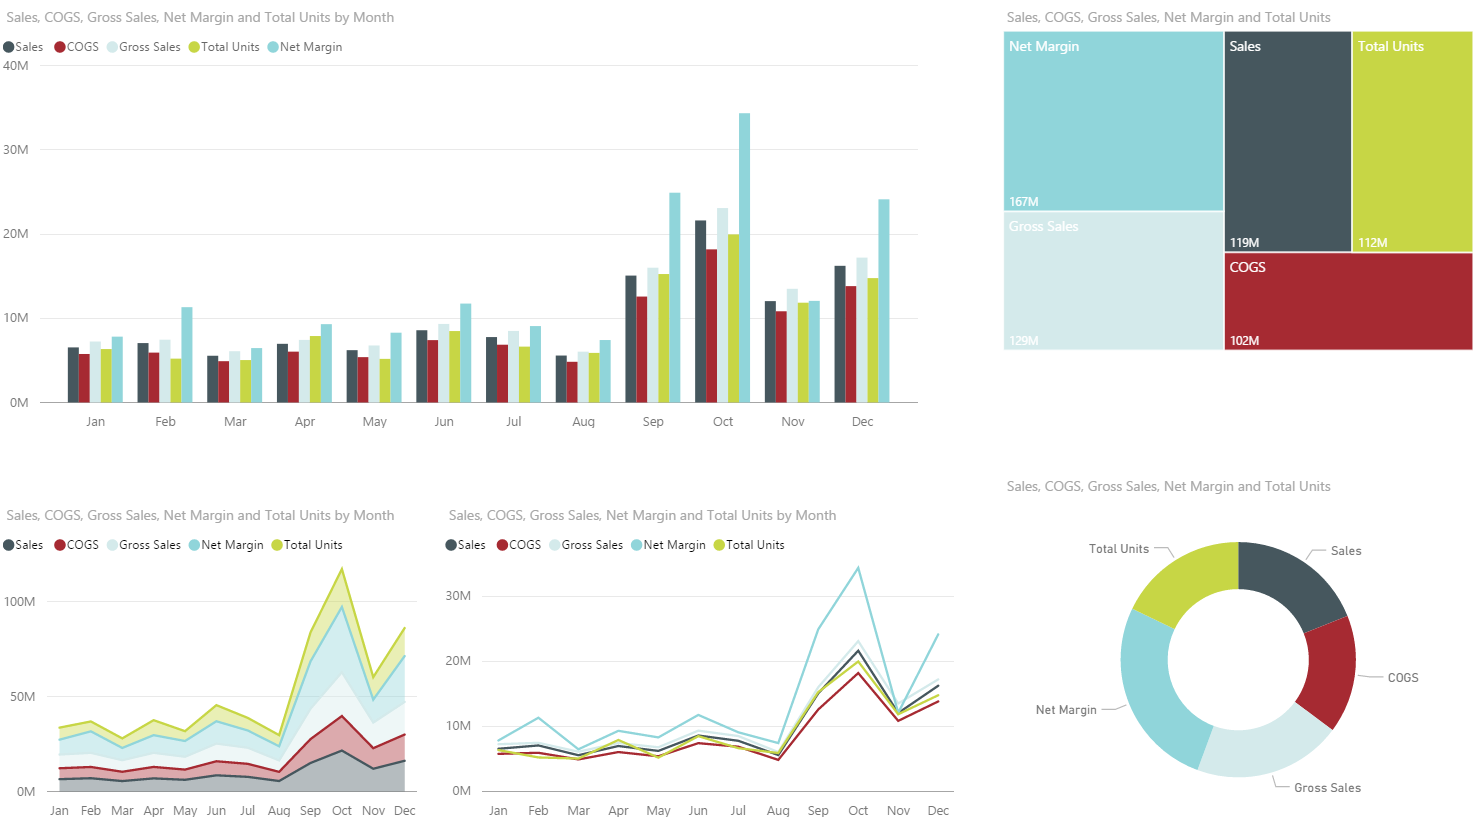 Sales, COGS, Gross Sales, Net Margin and Total Units by Month
Sales COGS Gross Sales Total Units Net Margin
40M
30M
20M
10M
0M
Jan Feb Mar Apr May Jun Jul Aug Sep Oct Nov Dec
Sales, COGS, Gross Sales, Net Margin and Total Units
Net Margin
167M
Sales
119M
Total Units
112M
Gross Sales
129M
COGS
102M
Sales, COGS, Gross Sales, Net Margin and Total Units by Month
Sales COGS Gross Sales Net Margin Total Units
100M
50M
0M
Jan Feb Mar Apr May Jun Jul Aug Sep Oct Nov Dec
Sales, COGS, Gross Sales, Net Margin and Total Units by Month
Sales COGS Gross Sales Net Margin Total Units
30M
20M
10M
0M
Jan Feb Mar Apr May Jun Jul Aug Sep Oct Nov Dec
Sales, COGS, Gross Sales, Net Margin and Total Units
Total Units
Sales
COGS
Net Margin
Gross Sales